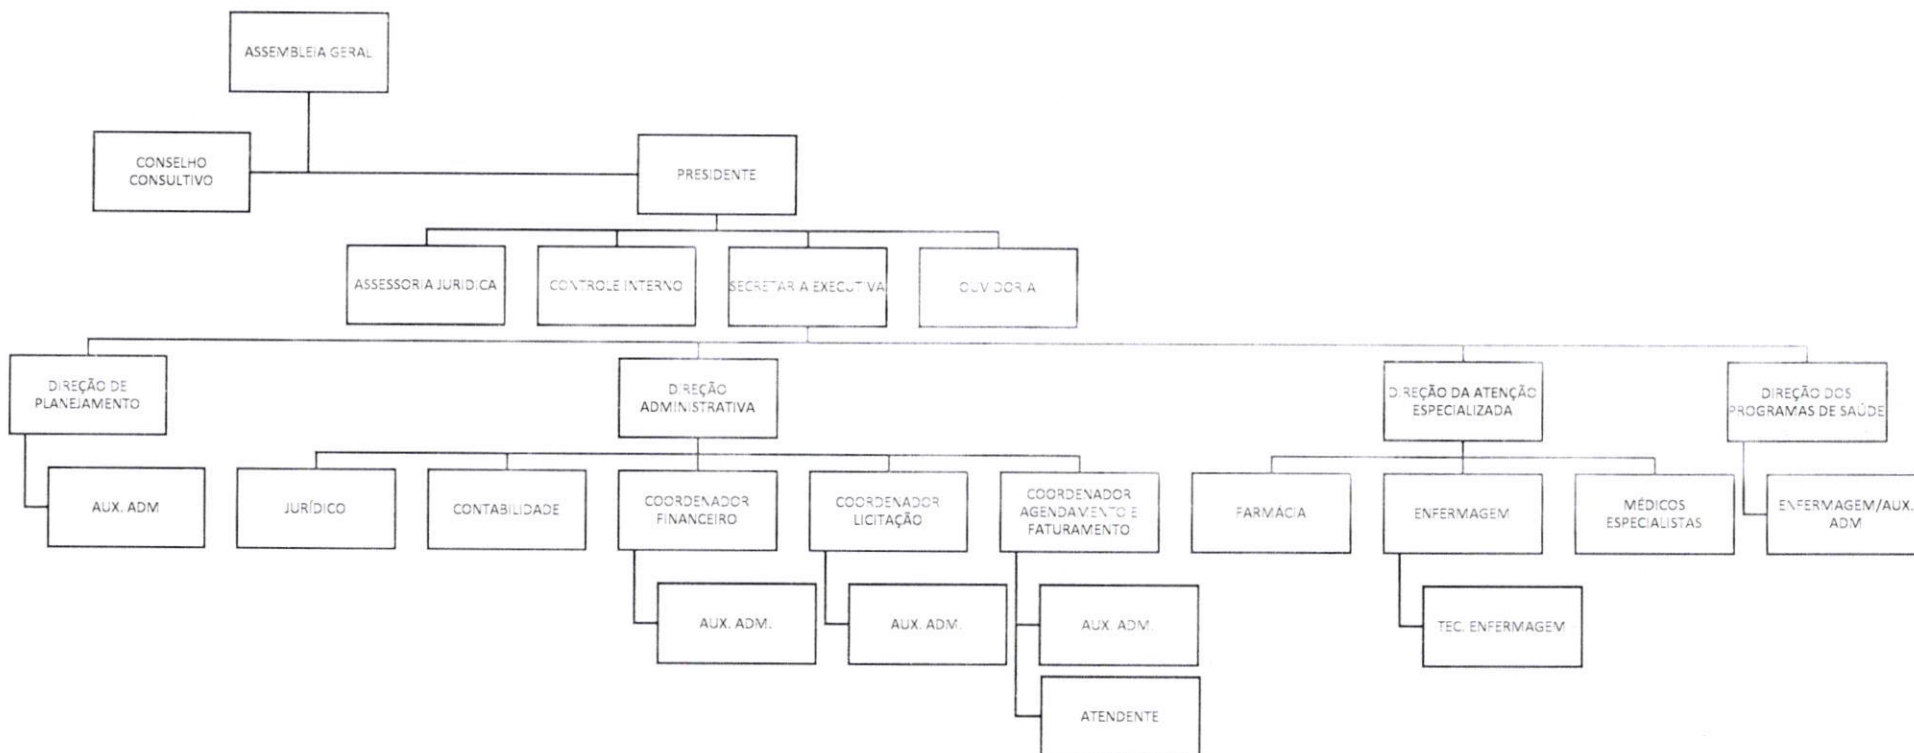 ASSEMBLEIA GERAL
CONSELHO
CONSULTIVO
PRESIDENTE
ASSESSORIA JURIDICA
CONTROLE INTERNO
SECRETARIA EXECUTIVA
OUVIDORIA
DIREÇÃO DE
PLANEJAMENTO
DIREÇÃO
ADMINISTRATIVA
DIREÇÃO DA ATENÇÃO
ESPECIALIZADA
DIREÇÃO DOS
PROGRAMAS DE SAÚDE
AUX. ADM
JURÍDICO
CONTABILIDADE
COORDENADOR
FINANCEIRO
COORDENADOR
LICITAÇÃO
COORDENADOR
AGENDAMENTO E
FATURAMENTO
FARMÁCIA
ENFERMAGEM
MÉDICOS
ESPECIALISTAS
ENFERMAGEM/AUX.
ADM
AUX. ADM.
AUX. ADM.
AUX. ADM.
TEC. ENFERMAGEM
ATENDENTE